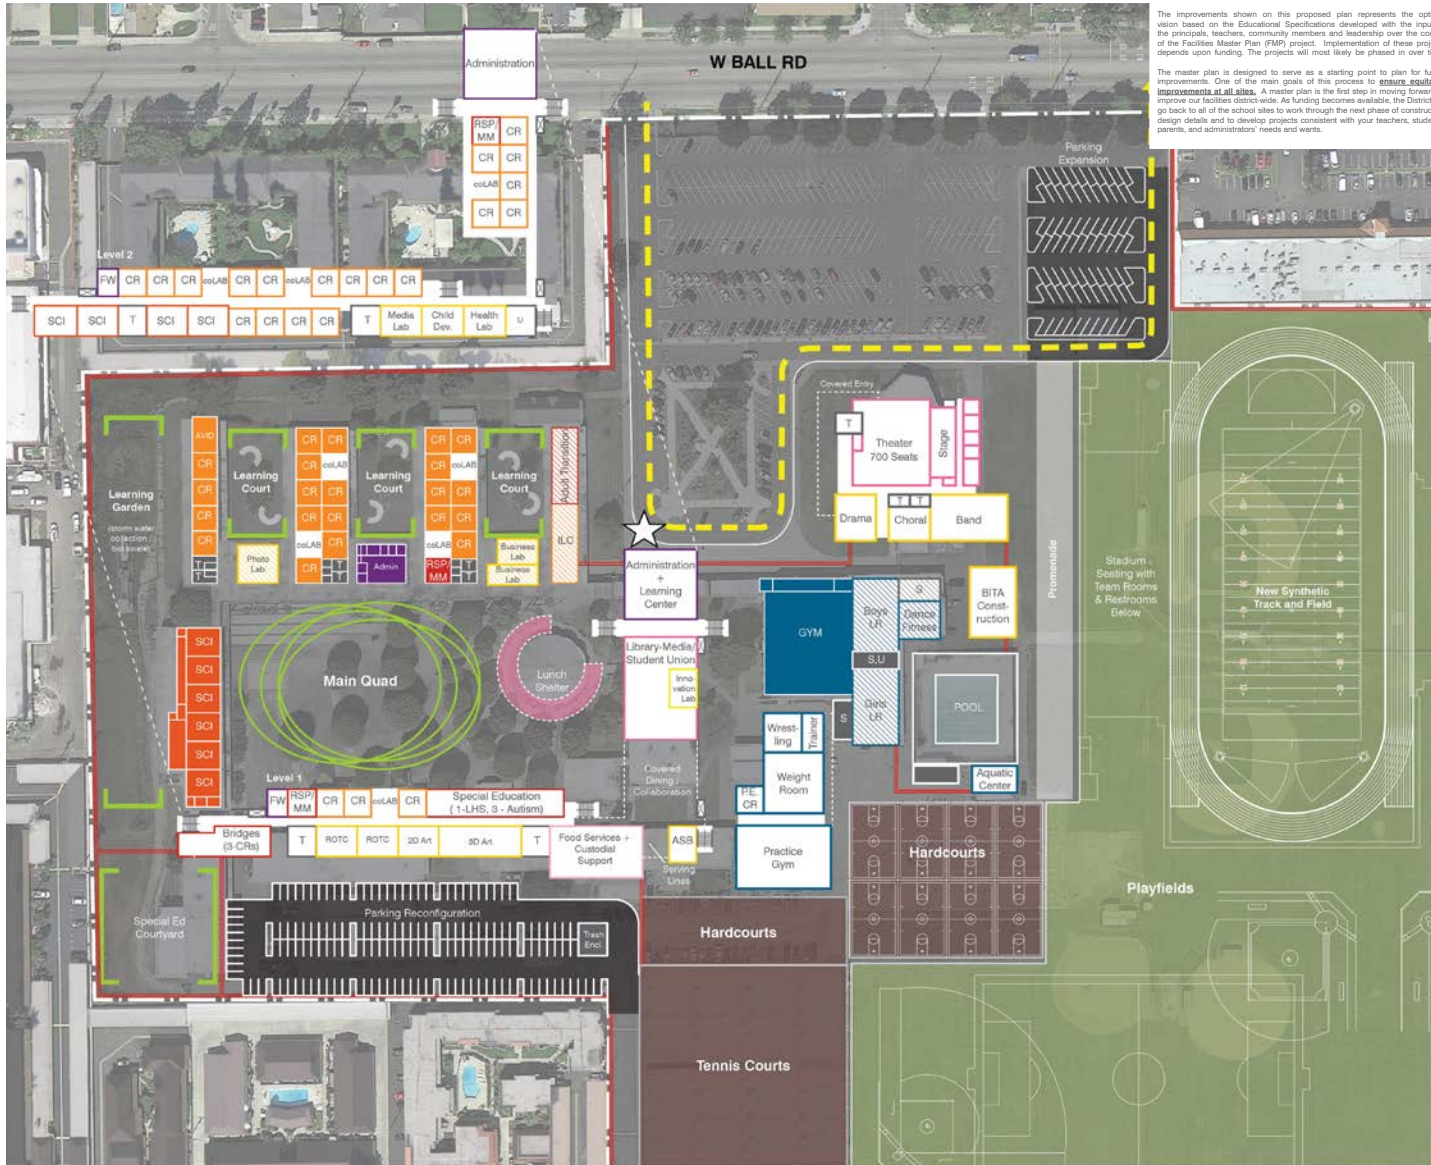 The improvements shown on this proposed plan represents the
vision based on the Educational Specifications developed with the
the principals, teachers, community members and leadership over the
of the Facilities Master Plan (FMP) project. Implementation of these
depends upon funding. The projects will most likely be phased in over
The master plan is designed to serve as a starting point to plan for
improvements. One of the main goals of this process to ensure
improvements at all sites. A master plan is the first step in moving
improve our facilities district-wide. As funding becomes available, the District
go back to all of the school sites to work through the next phase of
design details and to develop projects consistent with your teachers,
parents, and administrators' needs and wants.
W BALL RD
Administration
RSP/
MM
CR
CR CR
coLAB CR
CR CR
Parking
Expansion
Level 2
FW CR CR CR coLAB CR CR coLAB CR CR CR CR
SCI SCI T SCI SCI CR CR CR CR T Media
Lab
Child
Dev.
Health
Lab
U
Learning
Garden
(storm water
collection
bio swale)
AVID
CR
CR
CR
CR
T
T
Learning
Court
Photo
Lab
CR CR
CR coLAB
CR CR
CR CR
coLAB CR
CR T
T
Learning
Court
Admin
CR CR
CR coLAB
CR CR
CR CR
coLAB CR
RSP/
MM
T
T
Learning
Court
Business
Lab
Business
Lab
Adult Transition
ILC
Covered Entry
T
Theater
700 Seats
Stage
Drama
T T
Choral
Band
Administration
+
Learning
Center
Library-Media/
Student Union
Inno-
vation
Lab
GYM
Boys
LR
S
Dance
Fitness
S,U
Girls
LR
S
BITA
Const-
ruction
POOL
Aquatic
Center
Promenade
Stadium
Seating with
Team Rooms
& Restrooms
Below
New Synthetic
Track and Field
SCI
SCI
SCI
SCI
SCI
SCI
Main Quad
Lunch
Shelter
Covered
Dining /
Collaboration
Wrest-
ling
Trainer
Weight
Room
P.E.
CR
Practice
Gym
Level 1
FW RSP/
MM
CR CR coLAB CR Special Education
( 1-LHS, 3 - Autism)
Bridges
(3-CRs)
T ROTC ROTC 2D Art 3D Art T Food Services +
Custodial
Support
ASB
Serving
Lines
Hardcourts
Playfields
Special Ed
Courtyard
Parking Reconfiguration
Trash
Encl.
Hardcourts
Tennis Courts